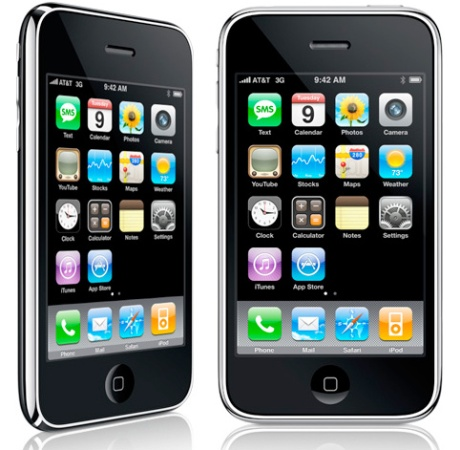 AT&T 3G 9:42 AM
SMS Tuesday 9
Text Calendar Photos Camera
280 73°
YouTube Stocks Maps Weather
Clock Calculator Notes Settings
iTunes App Store
Phone Mail Safari iPod
AT&T 3G 9:42 AM
SMS Tuesday 9
Text Calendar Photos Camera
280 73°
YouTube Stocks Maps Weather
Clock Calculator Notes Settings
iTunes App Store
Phone Mail Safari iPod